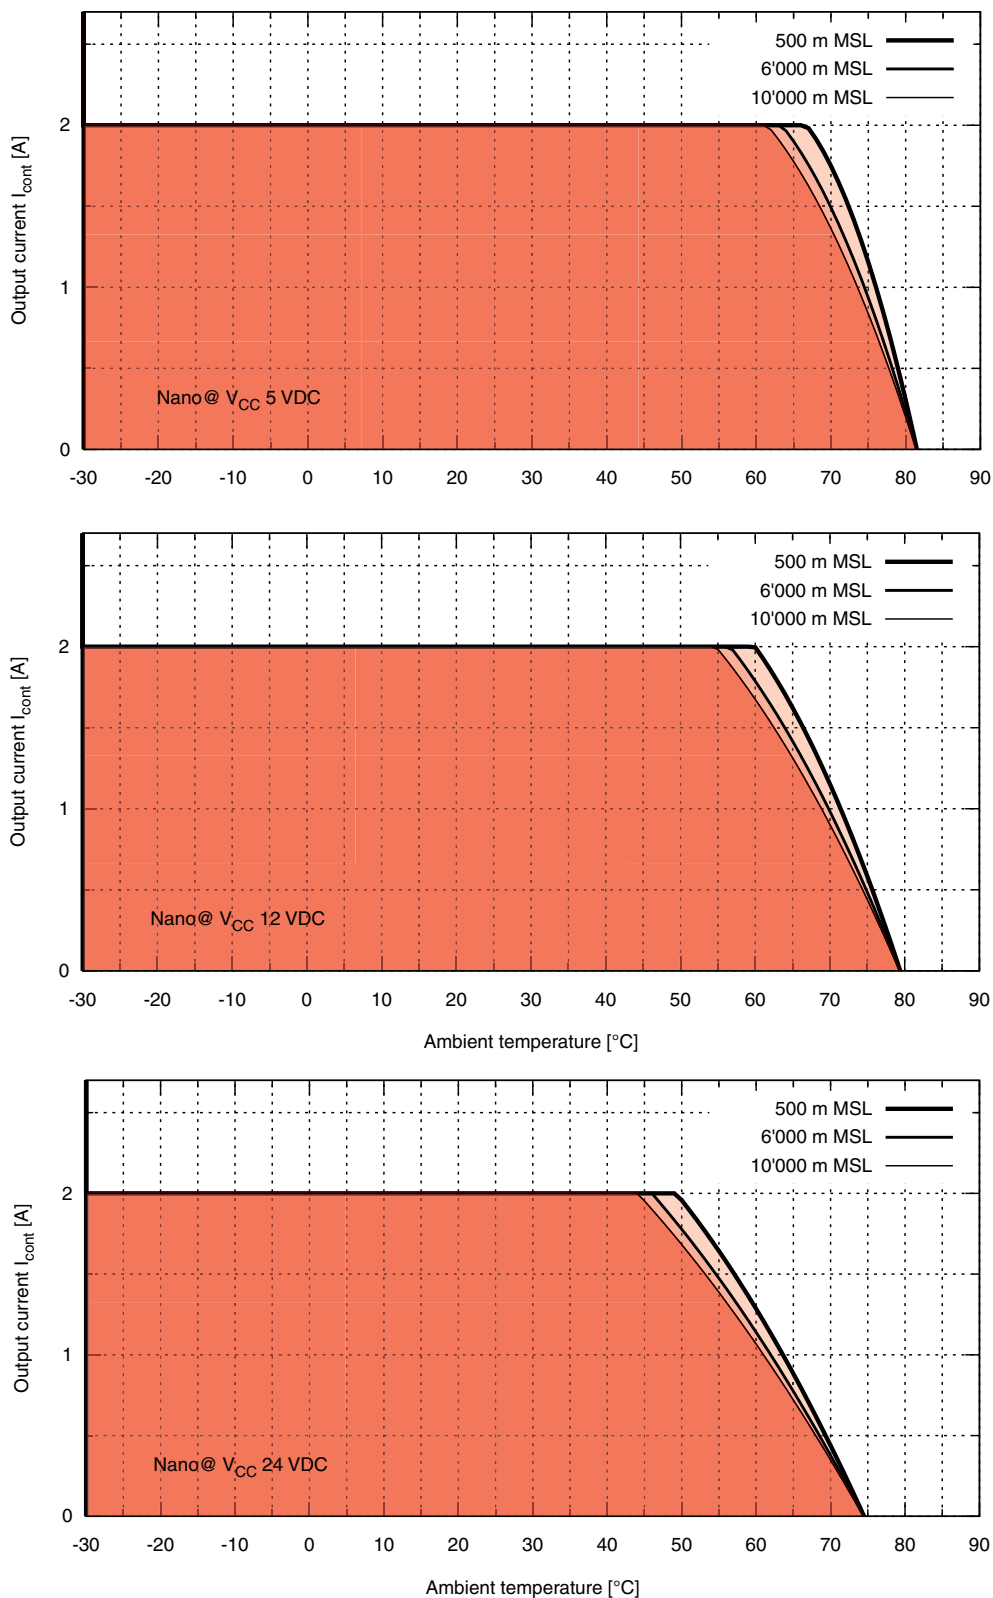 500 m MSL
6'000 m MSL
10'000 m MSL
2
1
0
Output current Icont [A]
Nano@ VCC 5 VDC
-30 -20 -10 0 10 20 30 40 50 60 70 80 90
500 m MSL
6'000 m MSL
10'000 m MSL
2
1
0
Output current Icont [A]
Nano@ VCC 12 VDC
-30 -20 -10 0 10 20 30 40 50 60 70 80 90
Ambient temperature [°C]
500 m MSL
6'000 m MSL
10'000 m MSL
2
1
0
Output current Icont [A]
Nano@ VCC 24 VDC
-30 -20 -10 0 10 20 30 40 50 60 70 80 90
Ambient temperature [°C]